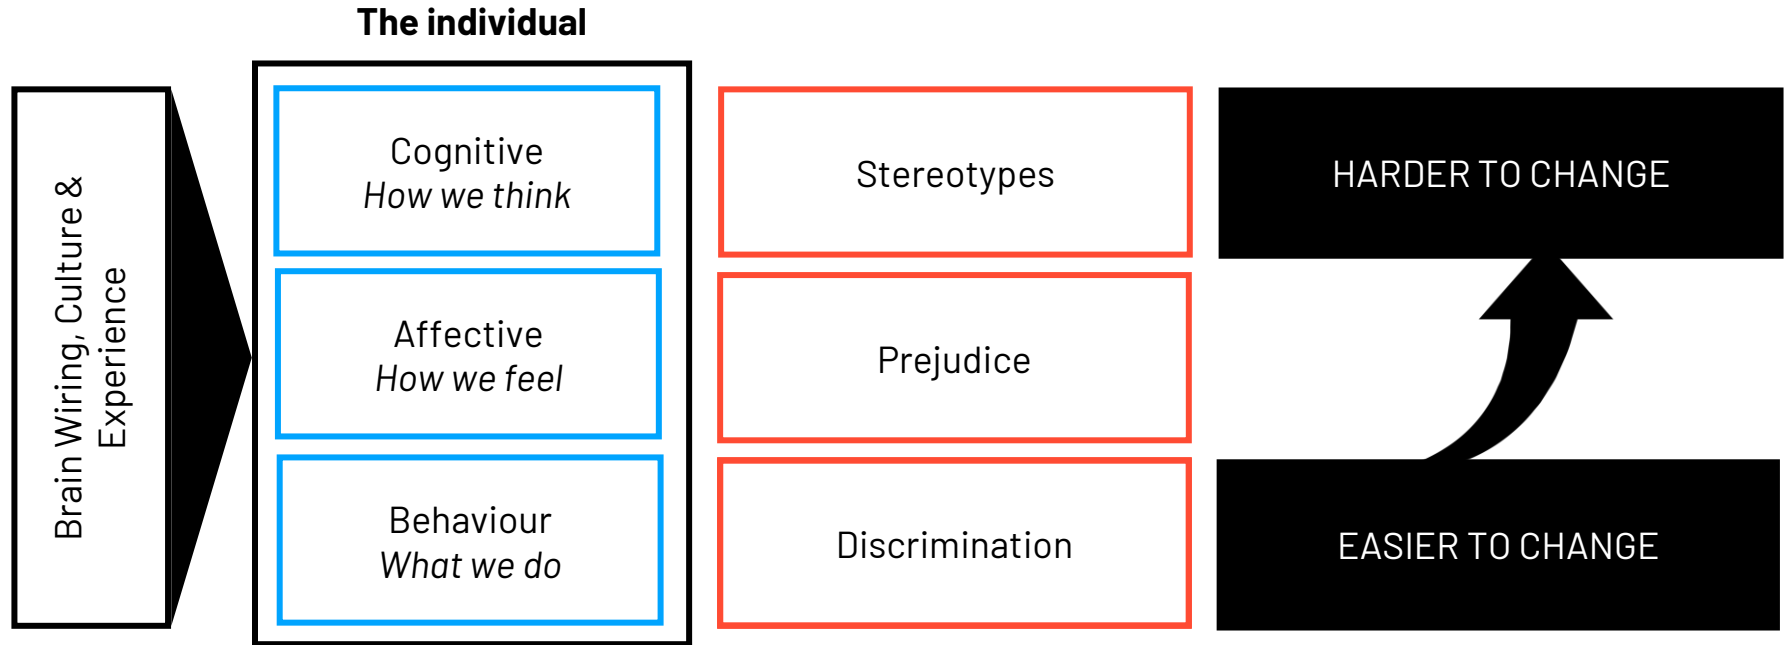 The individual
Brain Wiring, Culture &
Experience
Cognitive
How we think
Stereotypes
HARDER TO CHANGE
Affective
How we feel
Prejudice
Behaviour
What we do
Discrimination
EASIER TO CHANGE